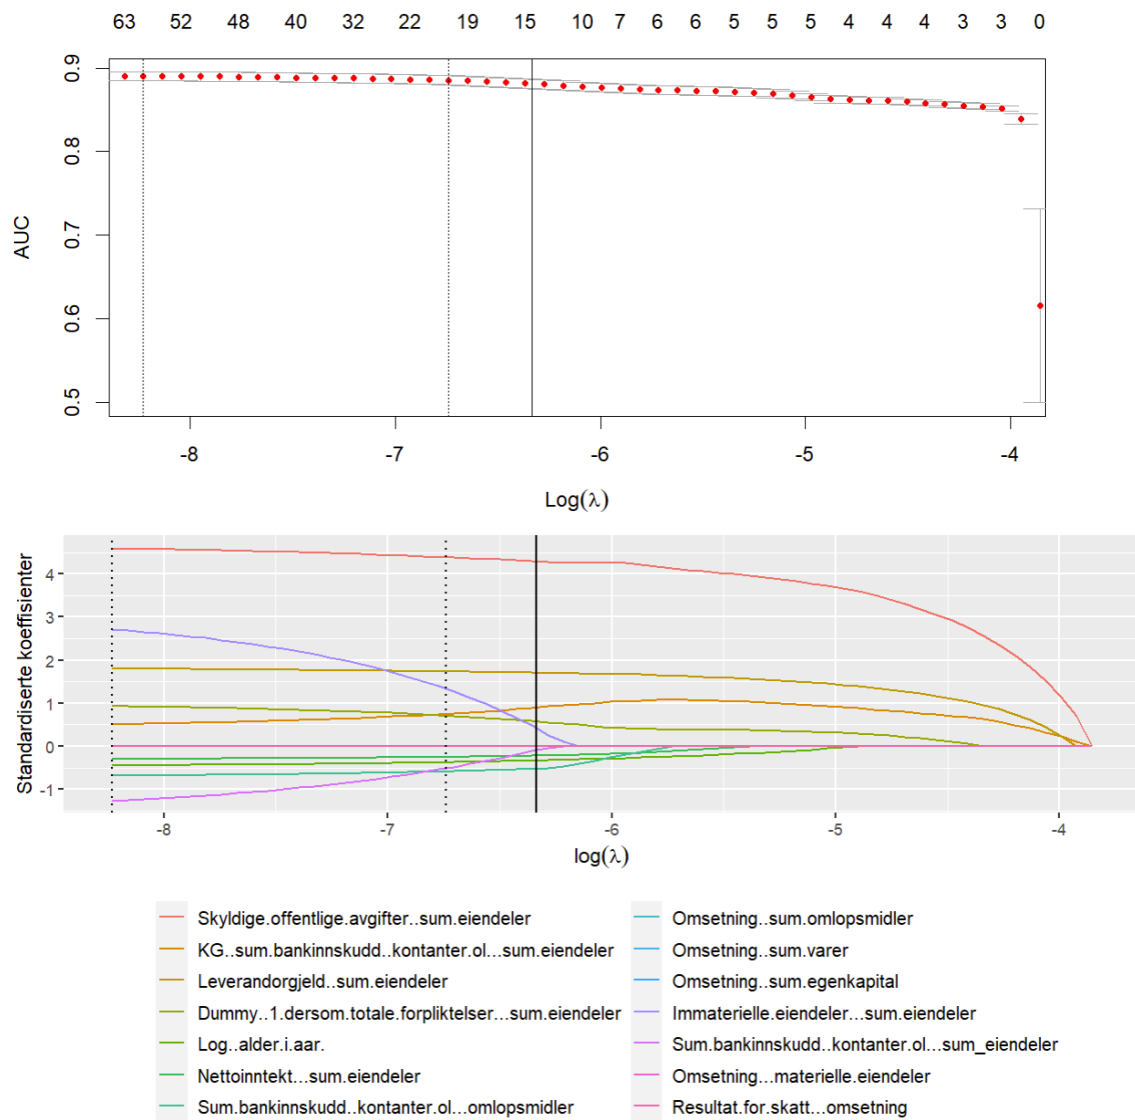 63 52 48 40 32 22 19 15 10 7 6 6 5 5 5 4 4 4 3 3 0
0.9
0.8
0.7
0.6
0.5
AUC
-8 -7 -6 -5 -4
Log(λ)
Standardiserte koeffisienter
4
3
2
1
0
-1
-8 -7 -6 -5 -4
log(λ)
Skyldige.offentlige.avgifter..sum.eiendeler
KG..sum.bankinnskudd..kontanter.ol...sum.eiendeler
Leverandorgjeld..sum.eiendeler
Dummy..1.dersom.totale.forpliktelser...sum.eiendeler
Log..alder.i.aar.
Nettoinntekt...sum.eiendeler
Sum.bankinnskudd..kontanter.ol...omlopsmidler
Omsetning..sum.omlopsmidler
Omsetning..sum.varer
Omsetning..sum.egenkapital
Immaterielle.eiendeler...sum.eiendeler
Sum.bankinnskudd..kontanter.ol...sum_eiendeler
Omsetning...materielle.eiendeler
Resultat.for.skatt...omsetning